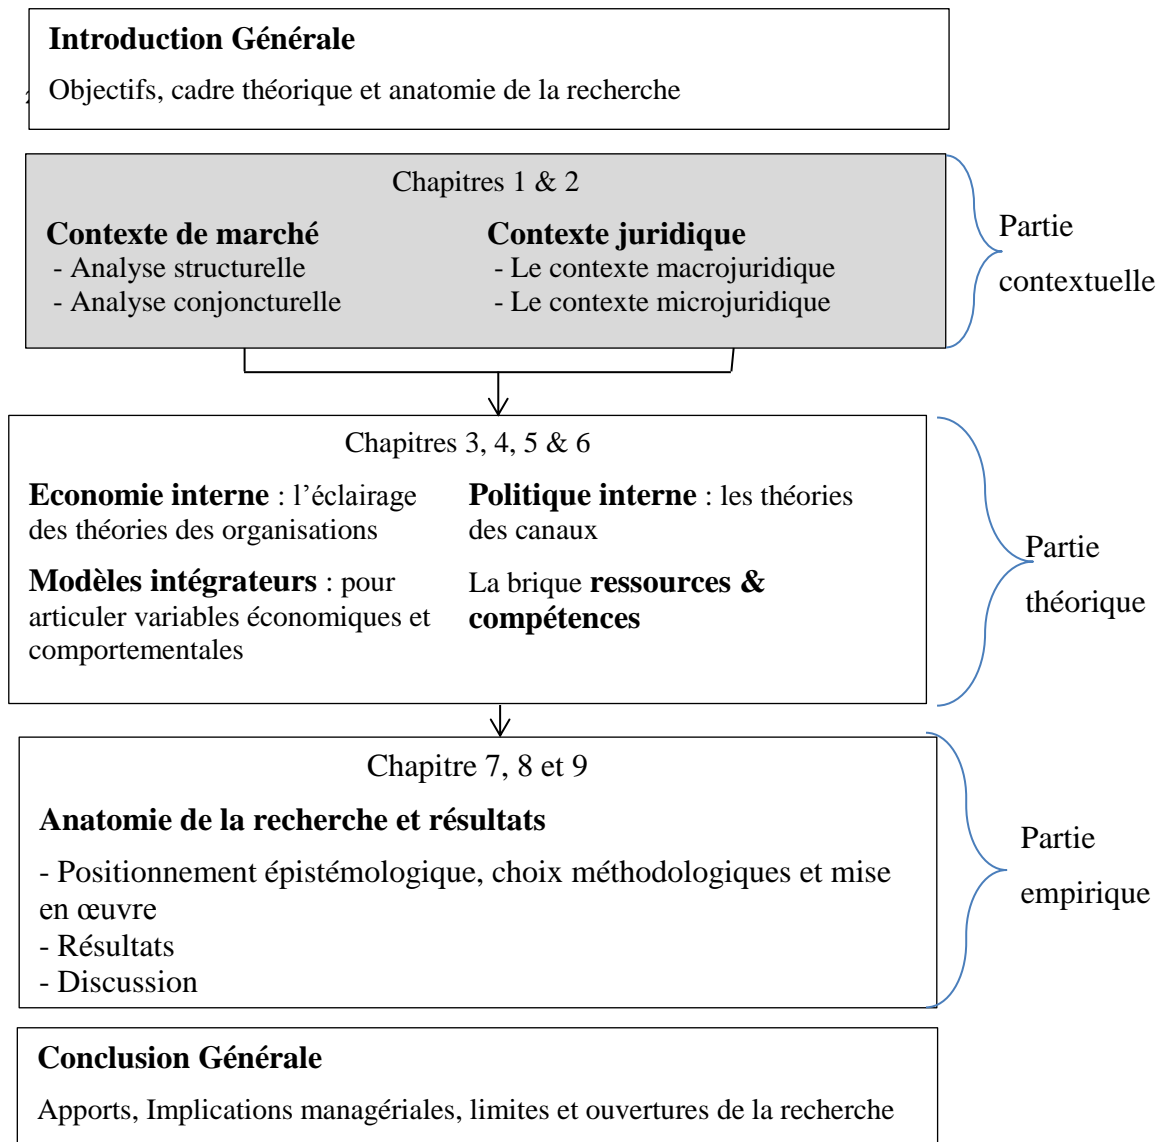 Introduction Générale
Objectifs, cadre théorique et anatomie de la recherche
Chapitres 1 & 2
Contexte de marché
- Analyse structurelle
- Analyse conjoncturelle
Contexte juridique
- Le contexte macrojuridique
- Le contexte microjuridique
Partie
contextuelle
Chapitres 3, 4, 5 & 6
Economie interne : l’éclairage
des théories des organisations
Politique interne : les théories
des canaux
Modèles intégrateurs : pour
articuler variables économiques et
comportementales
La brique ressources &
compétences
Partie
théorique
Chapitre 7, 8 et 9
Anatomie de la recherche et résultats
- Positionnement épistémologique, choix méthodologiques et mise
en œuvre
- Résultats
- Discussion
Partie
empirique
Conclusion Générale
Apports, Implications managériales, limites et ouvertures de la recherche